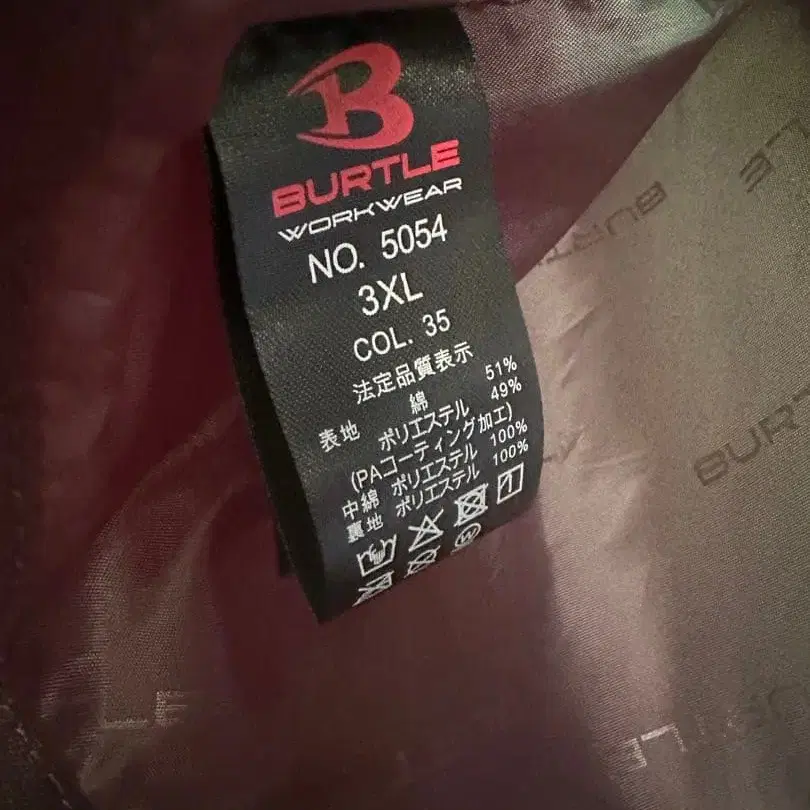 BURTLE
WORKWEAR
NO. 5054
3XL
COL. 35
法定品質表示
表地 綿 51%
ポリエステル 49%
(PAコーティング加工)
中綿 ポリエステル 100%
裏地 ポリエステル 100%
W
BURTLE
BURT